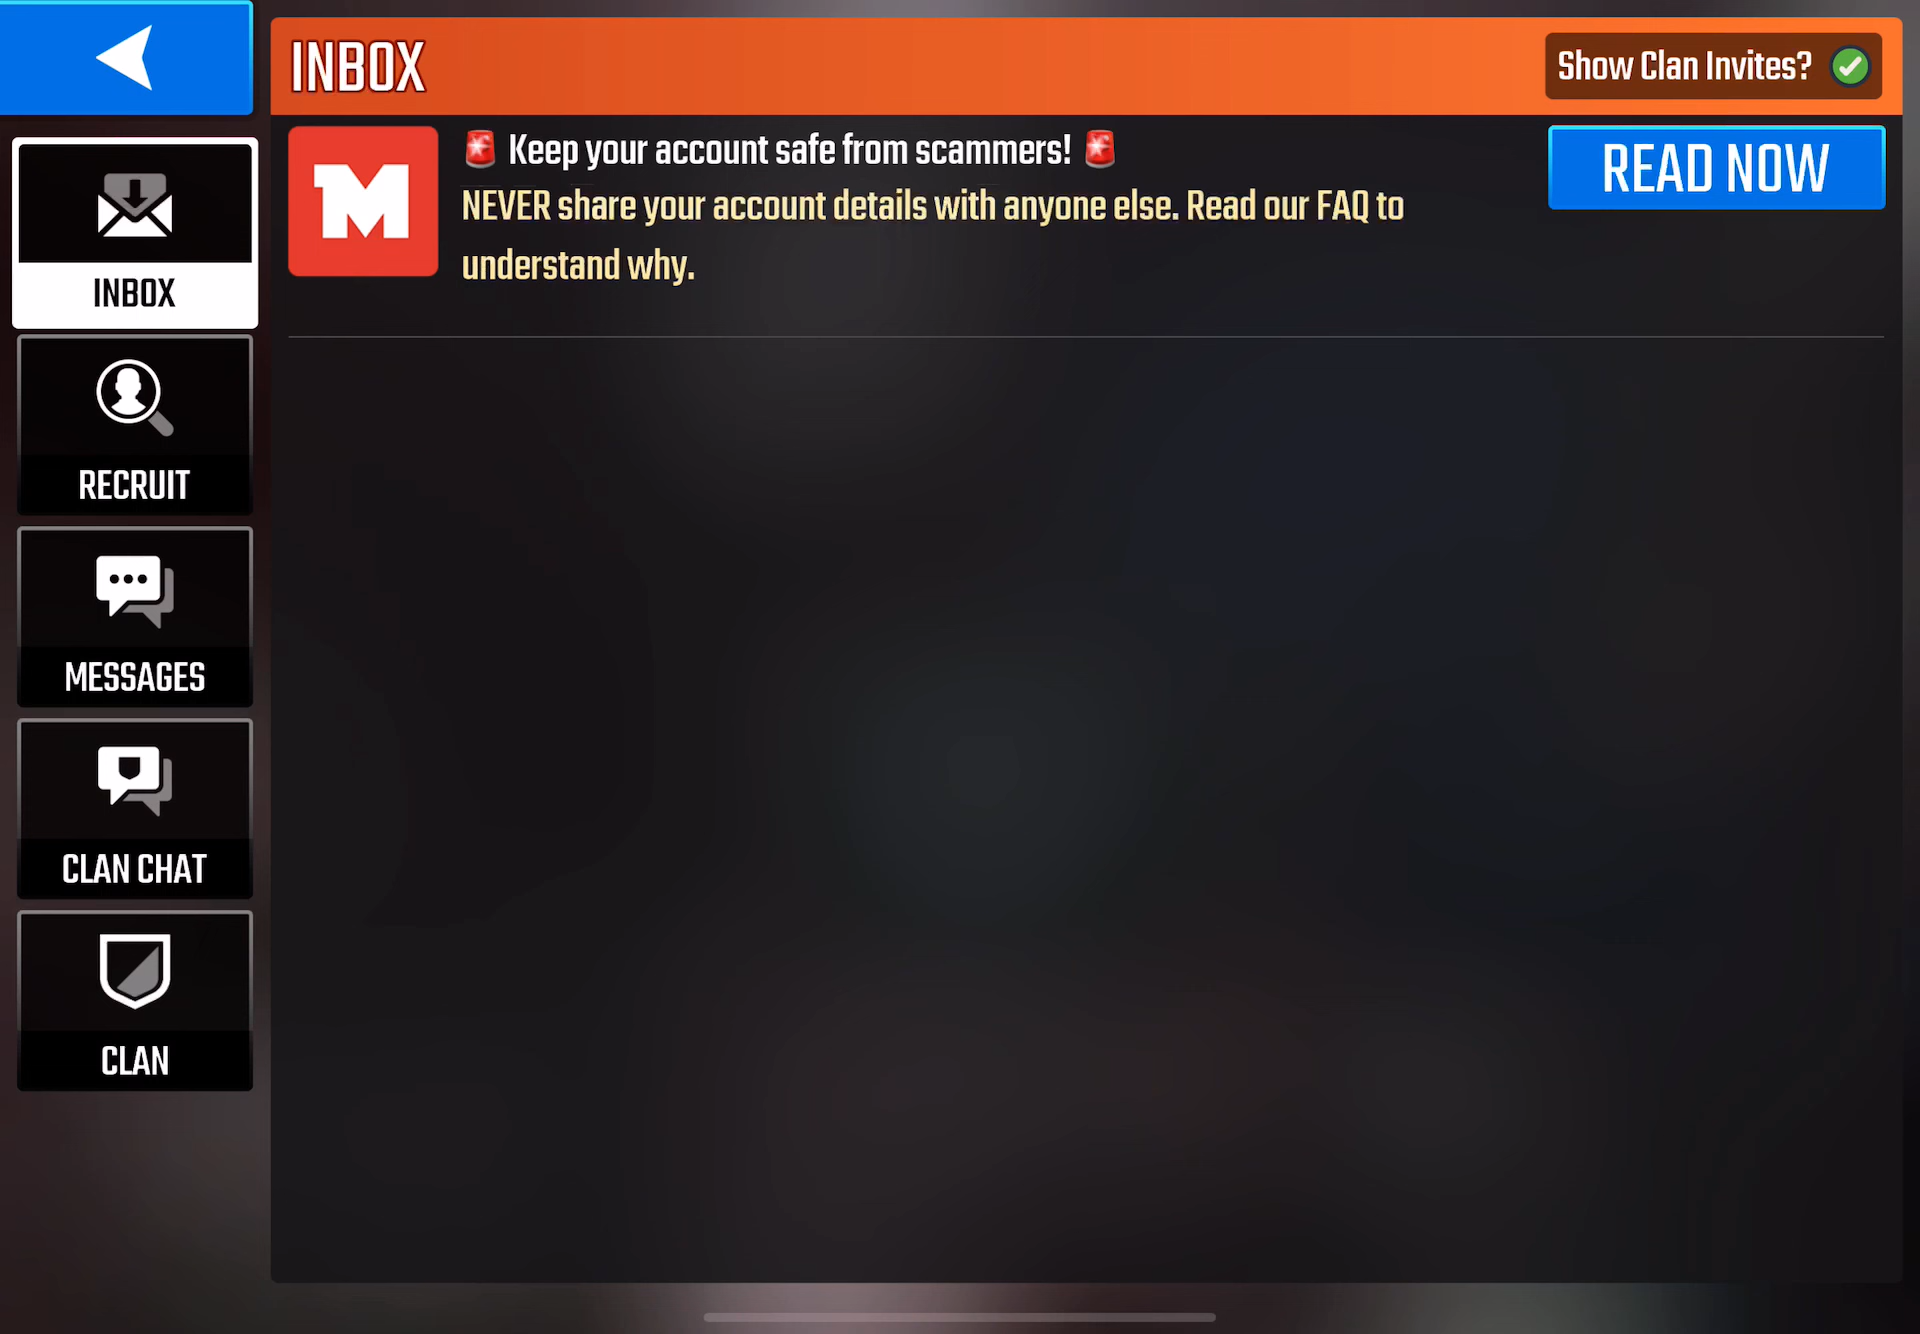 INBOX
Show Clan Invites?
🚨 Keep your account safe from scammers! 🚨
NEVER share your account details with anyone else. Read our FAQ to
understand why.
READ NOW
INBOX
RECRUIT
MESSAGES
CLAN CHAT
CLAN